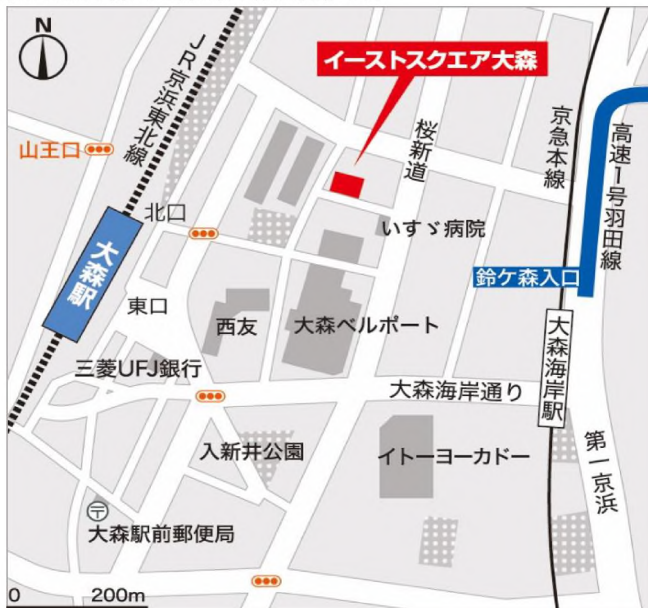 N
イーストスクエア大森
JR京浜東北線
桜新道
京急本線
高速1号羽田線
山王口
北口
いすゞ病院
大森駅
鈴ケ森入口
東口
西友
大森ベルポート
大森海岸駅
三菱UFJ銀行
大森海岸通り
第一京浜
入新井公園
イトーヨーカドー
〒
大森駅前郵便局
0 200m